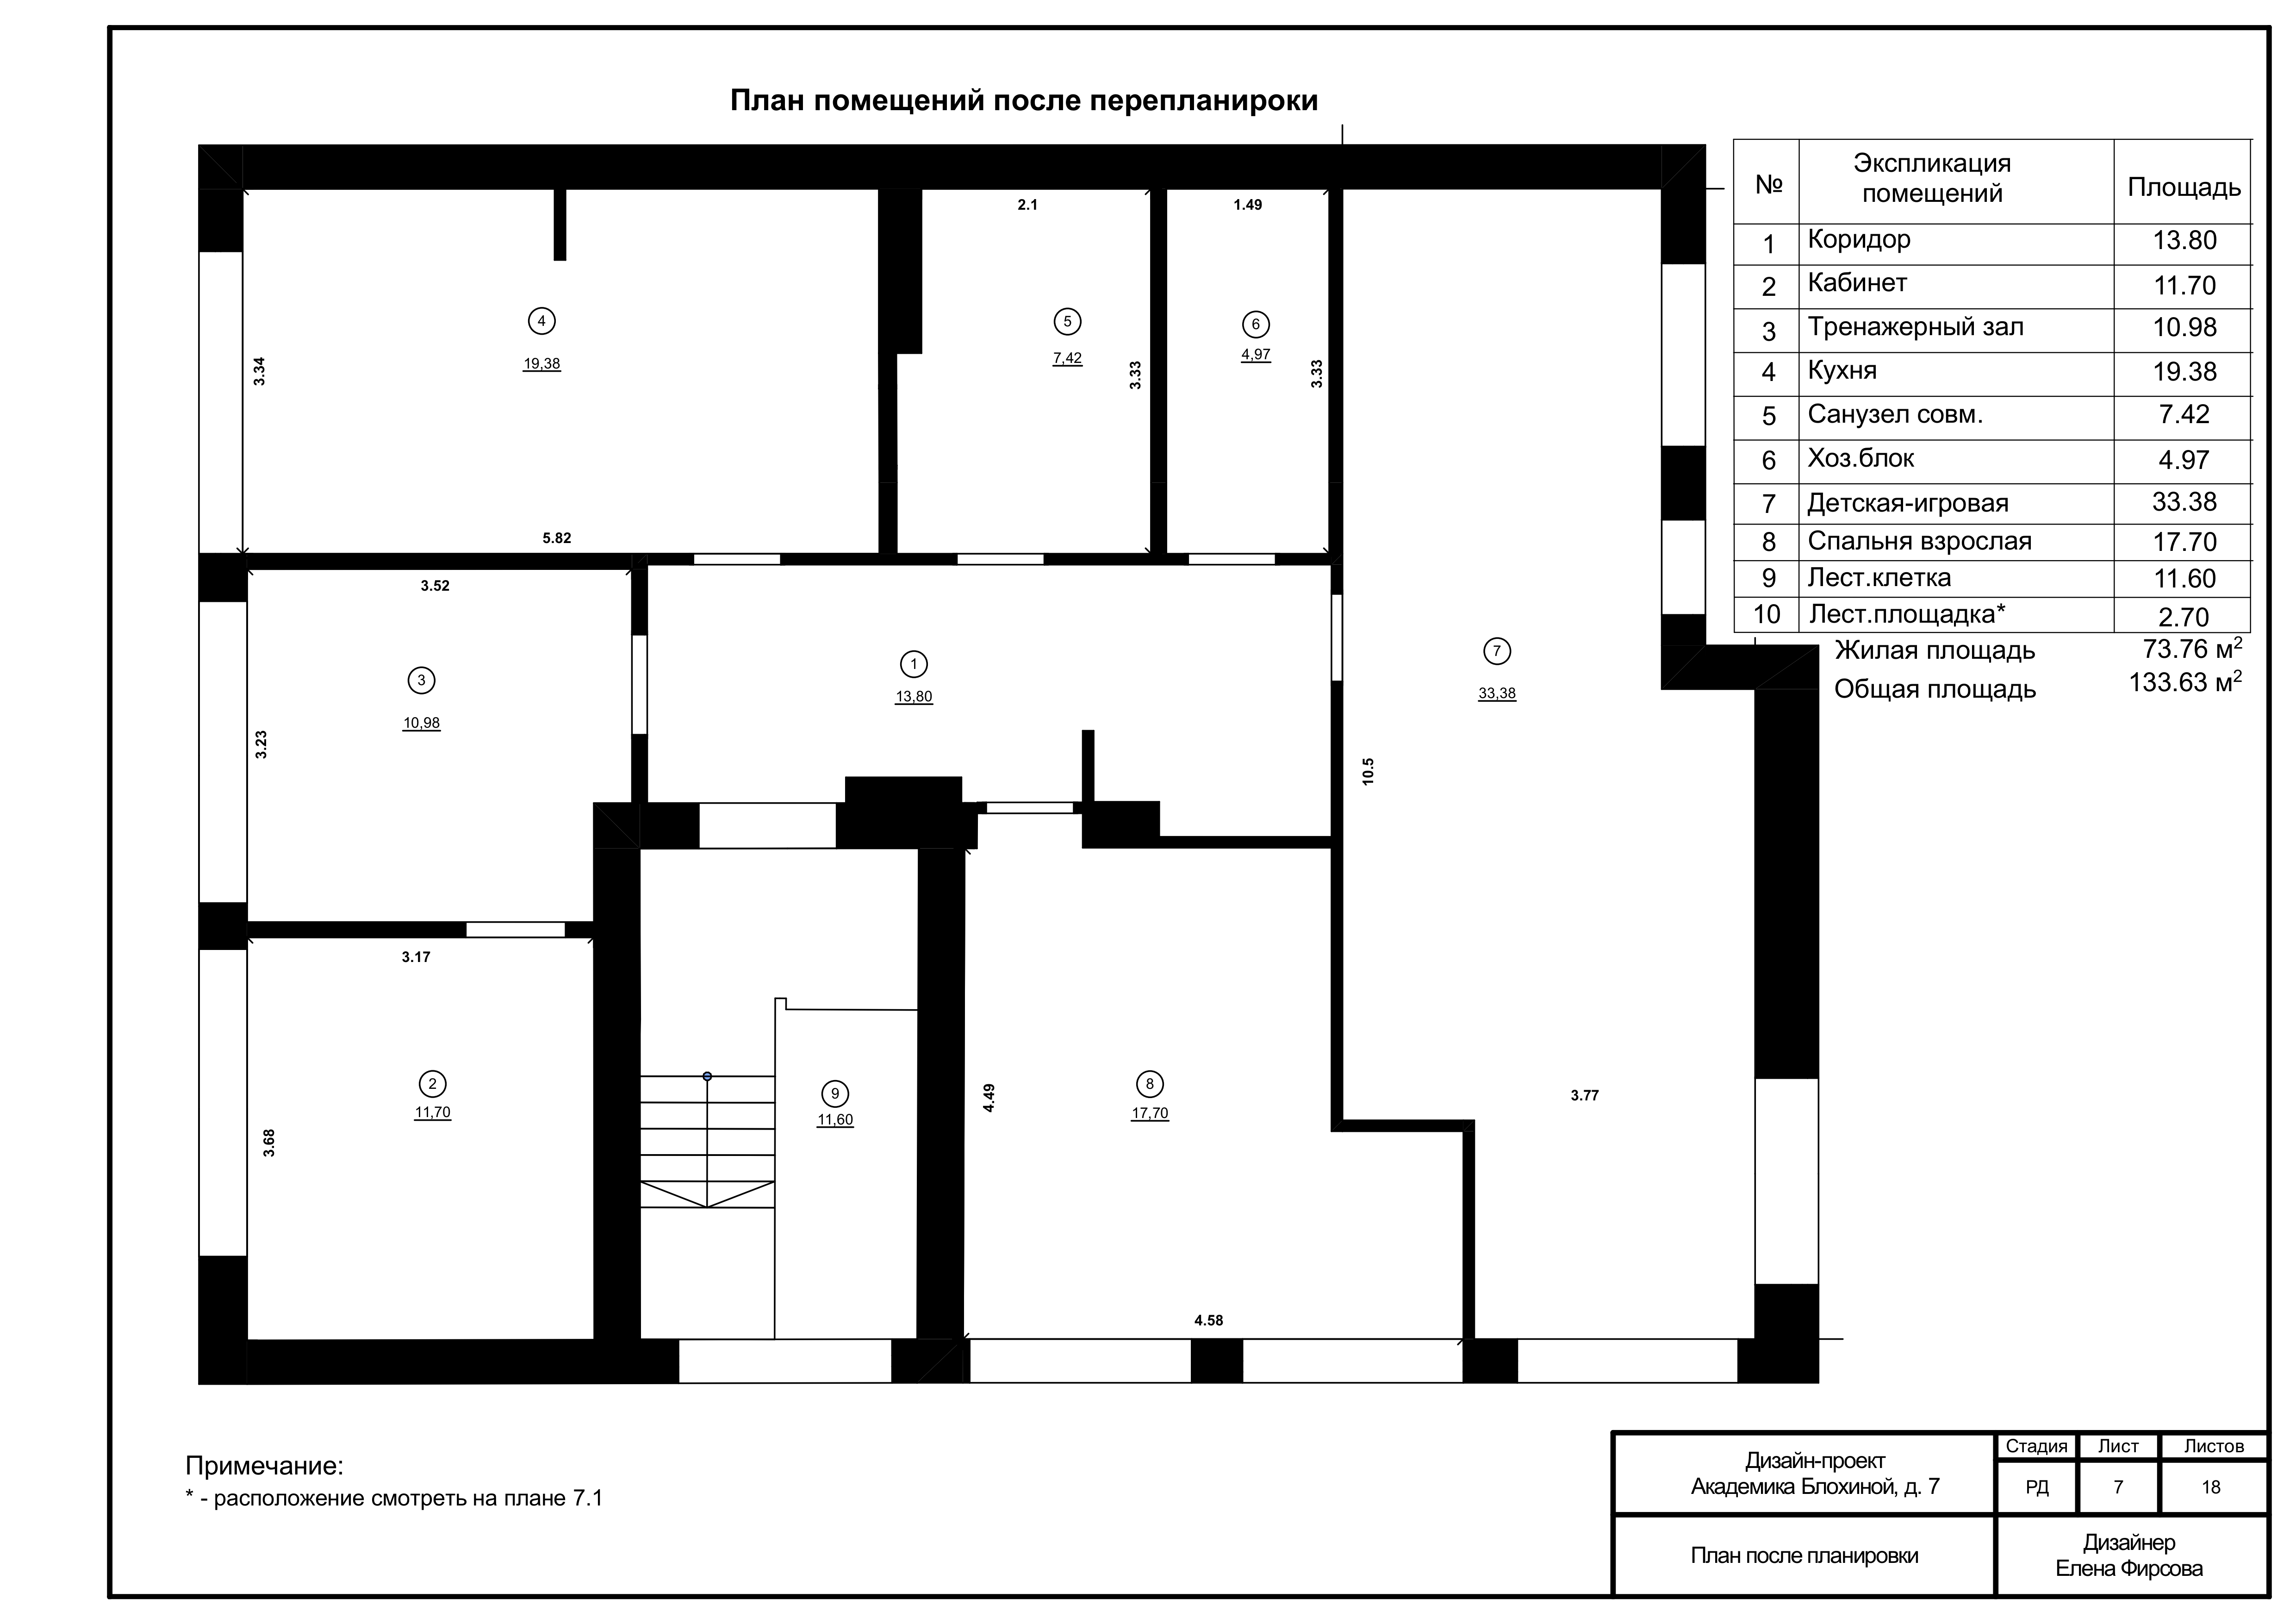 План помещений после перепланироки
№ Экспликация помещений Площадь
1 Коридор 13.80
2 Кабинет 11.70
3 Тренажерный зал 10.98
4 Кухня 19.38
5 Санузел совм. 7.42
6 Хоз.блок 4.97
7 Детская-игровая 33.38
8 Спальня взрослая 17.70
9 Лест.клетка 11.60
10 Лест.площадка* 2.70
Жилая площадь 73.76 м²
Общая площадь 133.63 м²
2.1
1.49
4
19,38
3.34
5.82
5
7,42
3.33
6
4,97
3.33
3.52
3
10,98
3.23
1
13,80
7
33,38
10.5
3.77
3.17
2
11,70
3.68
9
11,60
8
17,70
4.49
4.58
Примечание:
* - расположение смотреть на плане 7.1
Дизайн-проект
Академика Блохиной, д. 7
Стадия Лист Листов
РД 7 18
План после планировки
Дизайнер
Елена Фирсова